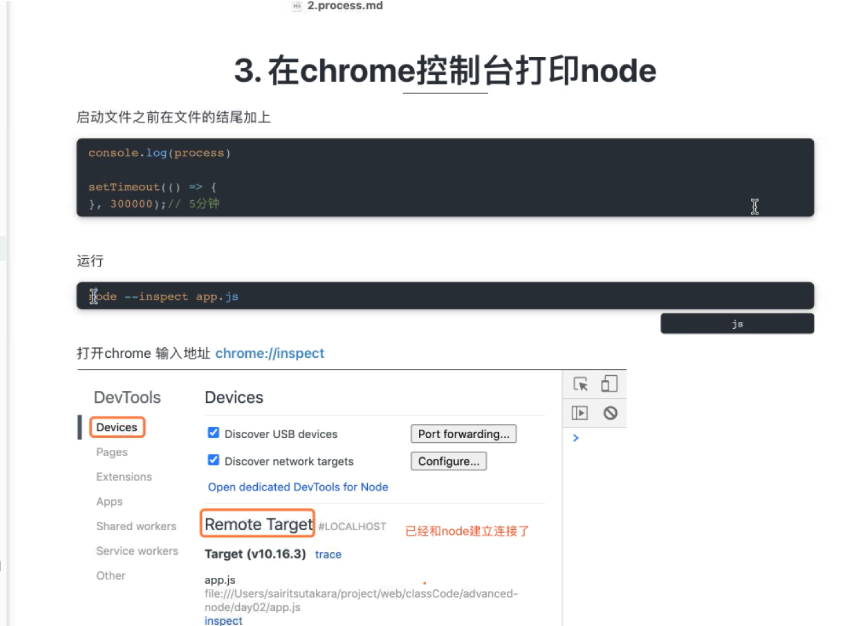 2.process.md
3. 在chrome控制台打印node
启动文件之前在文件的结尾加上
console.log(process)
setTimeout(() => {
}, 300000);// 5分钟
运行
node --inspect app.js
js
打开chrome 输入地址 chrome://inspect
DevTools
Devices
Pages
Extensions
Apps
Shared workers
Service workers
Other
Devices
Discover USB devices
Port forwarding...
Discover network targets
Configure...
Open dedicated DevTools for Node
Remote Target #LOCALHOST
已经和node建立连接了
Target (v10.16.3) trace
app.js
file:///Users/sairitsutakara/project/web/classCode/advanced-
node/day02/app.js
inspect